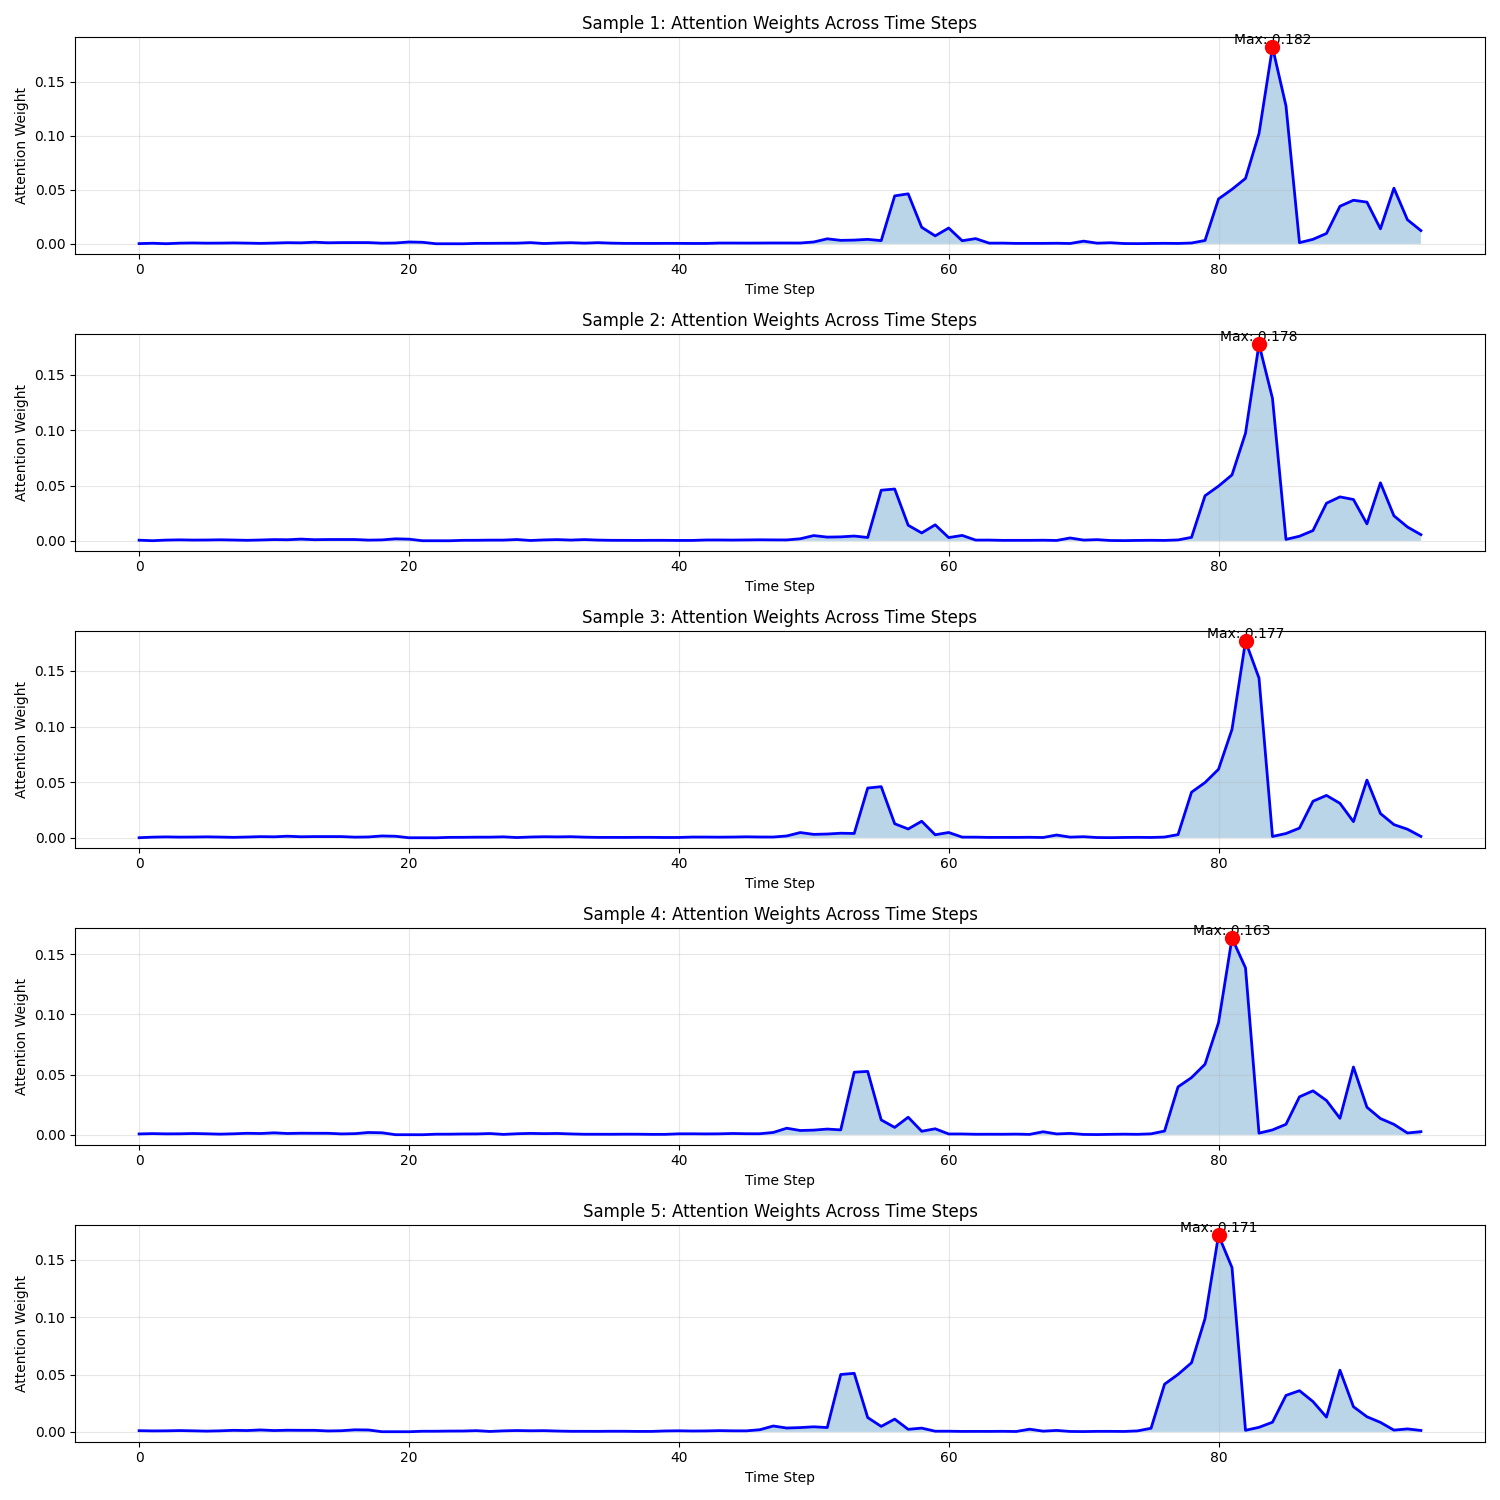 Sample 1: Attention Weights Across Time Steps
Max: 0.182
Attention Weight
0.15
0.10
0.05
0.00
0 20 40 60 80
Time Step
Sample 2: Attention Weights Across Time Steps
Max: 0.178
Attention Weight
0.15
0.10
0.05
0.00
0 20 40 60 80
Time Step
Sample 3: Attention Weights Across Time Steps
Max: 0.177
Attention Weight
0.15
0.10
0.05
0.00
0 20 40 60 80
Time Step
Sample 4: Attention Weights Across Time Steps
Max: 0.163
Attention Weight
0.15
0.10
0.05
0.00
0 20 40 60 80
Time Step
Sample 5: Attention Weights Across Time Steps
Max: 0.171
Attention Weight
0.15
0.10
0.05
0.00
0 20 40 60 80
Time Step